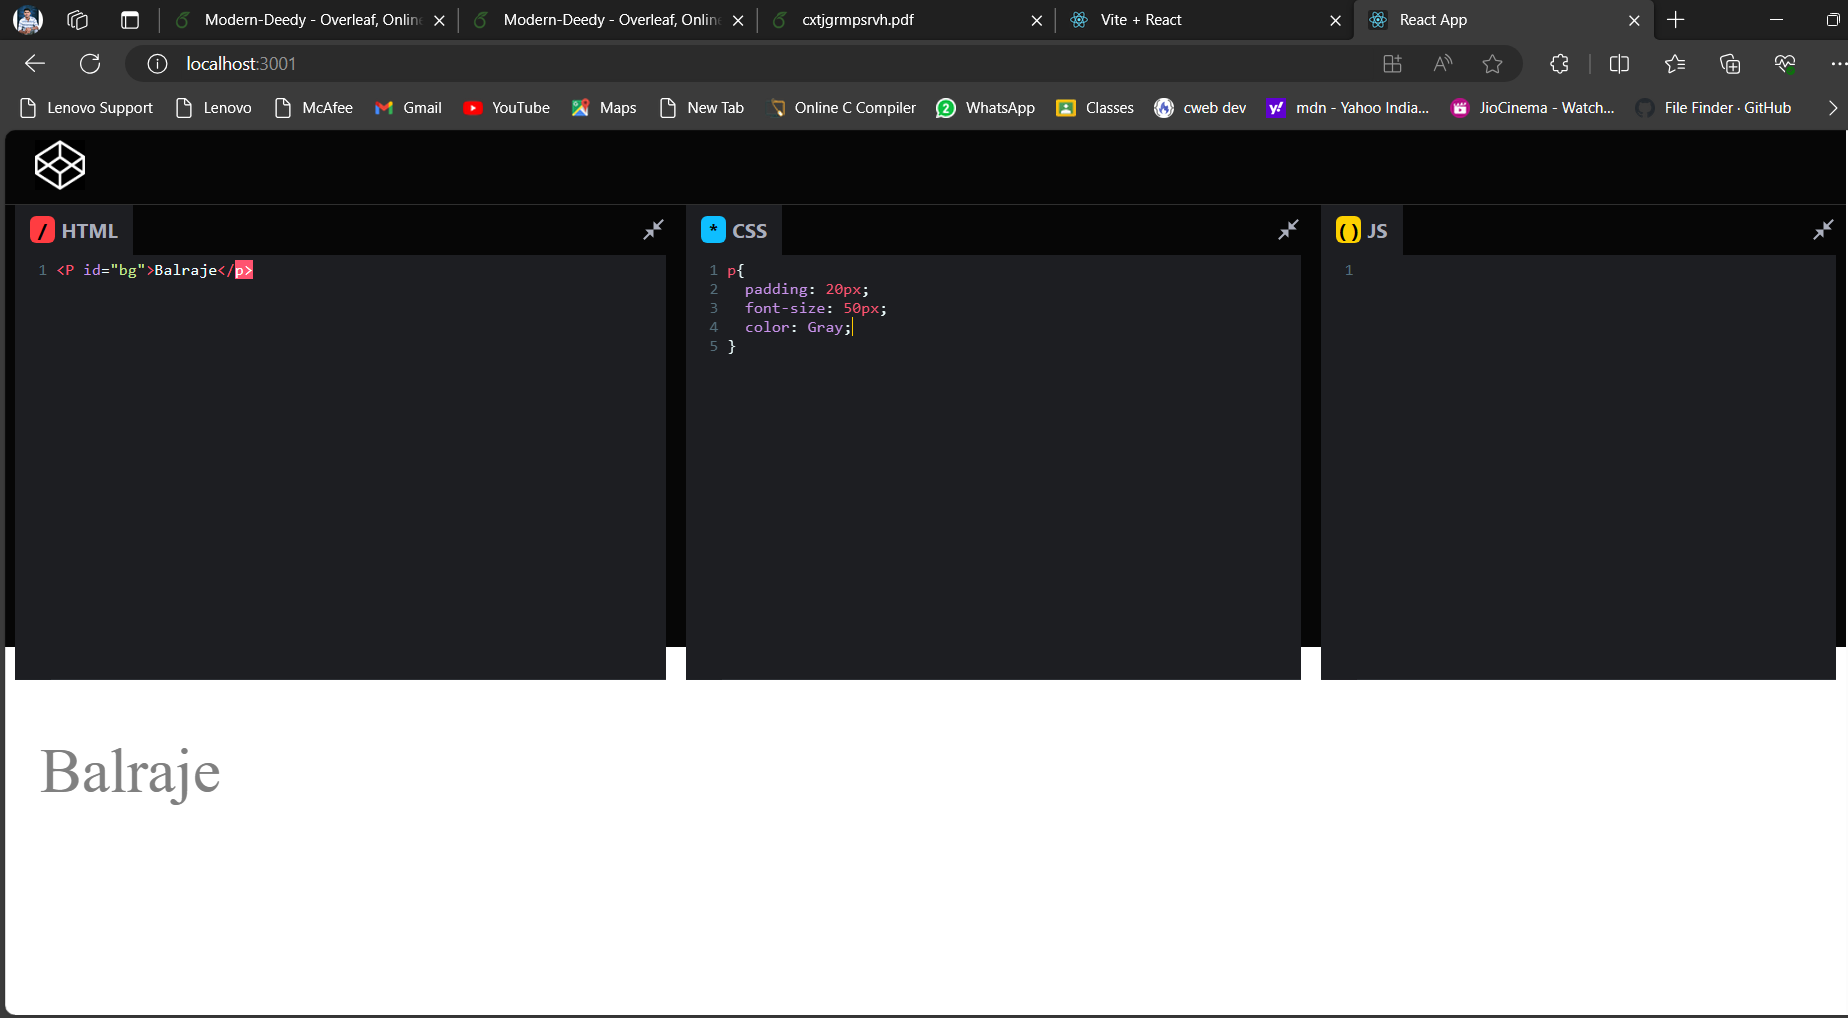 Modern-Deedy - Overleaf, Onlin
Modern-Deedy - Overleaf, Onlin
cxtjgrmpsrvh.pdf
Vite + React
React App
localhost:3001
Lenovo Support
Lenovo
McAfee
Gmail
YouTube
Maps
New Tab
Online C Compiler
2
WhatsApp
Classes
cweb dev
y!
mdn - Yahoo India...
JioCinema - Watch...
File Finder · GitHub
/ HTML
* CSS
( ) JS
1 <P id="bg">Balraje</p>
1 p{
2 padding: 20px;
3 font-size: 50px;
4 color: Gray;
5 }
1
Balraje